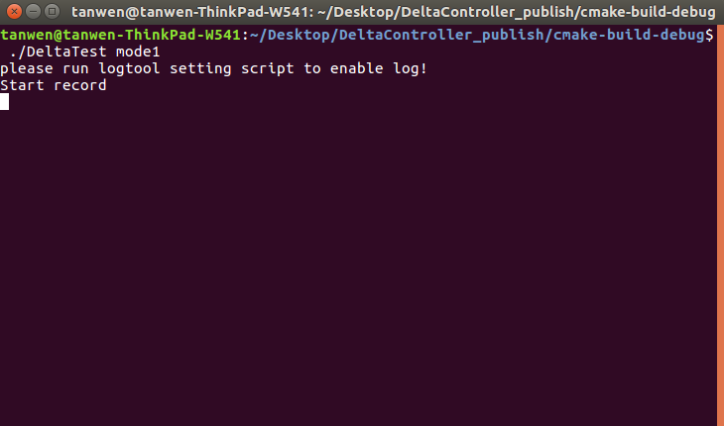 tanwen@tanwen-ThinkPad-W541: ~/Desktop/DeltaController_publish/cmake-build-debug
tanwen@tanwen-ThinkPad-W541:~/Desktop/DeltaController_publish/cmake-build-debug$
./DeltaTest mode1
please run logtool setting script to enable log!
Start record